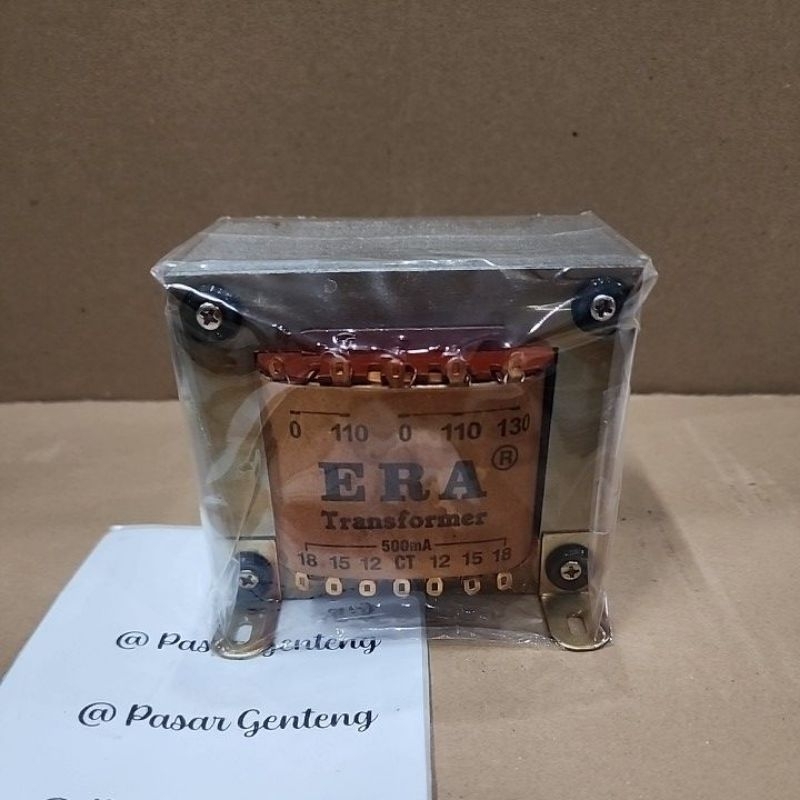 0 110 0 110 130
ERA ®
Transformer
500mA
18 15 12 CT 12 15 18
@ Pasar Genteng
@ Pasar Genteng